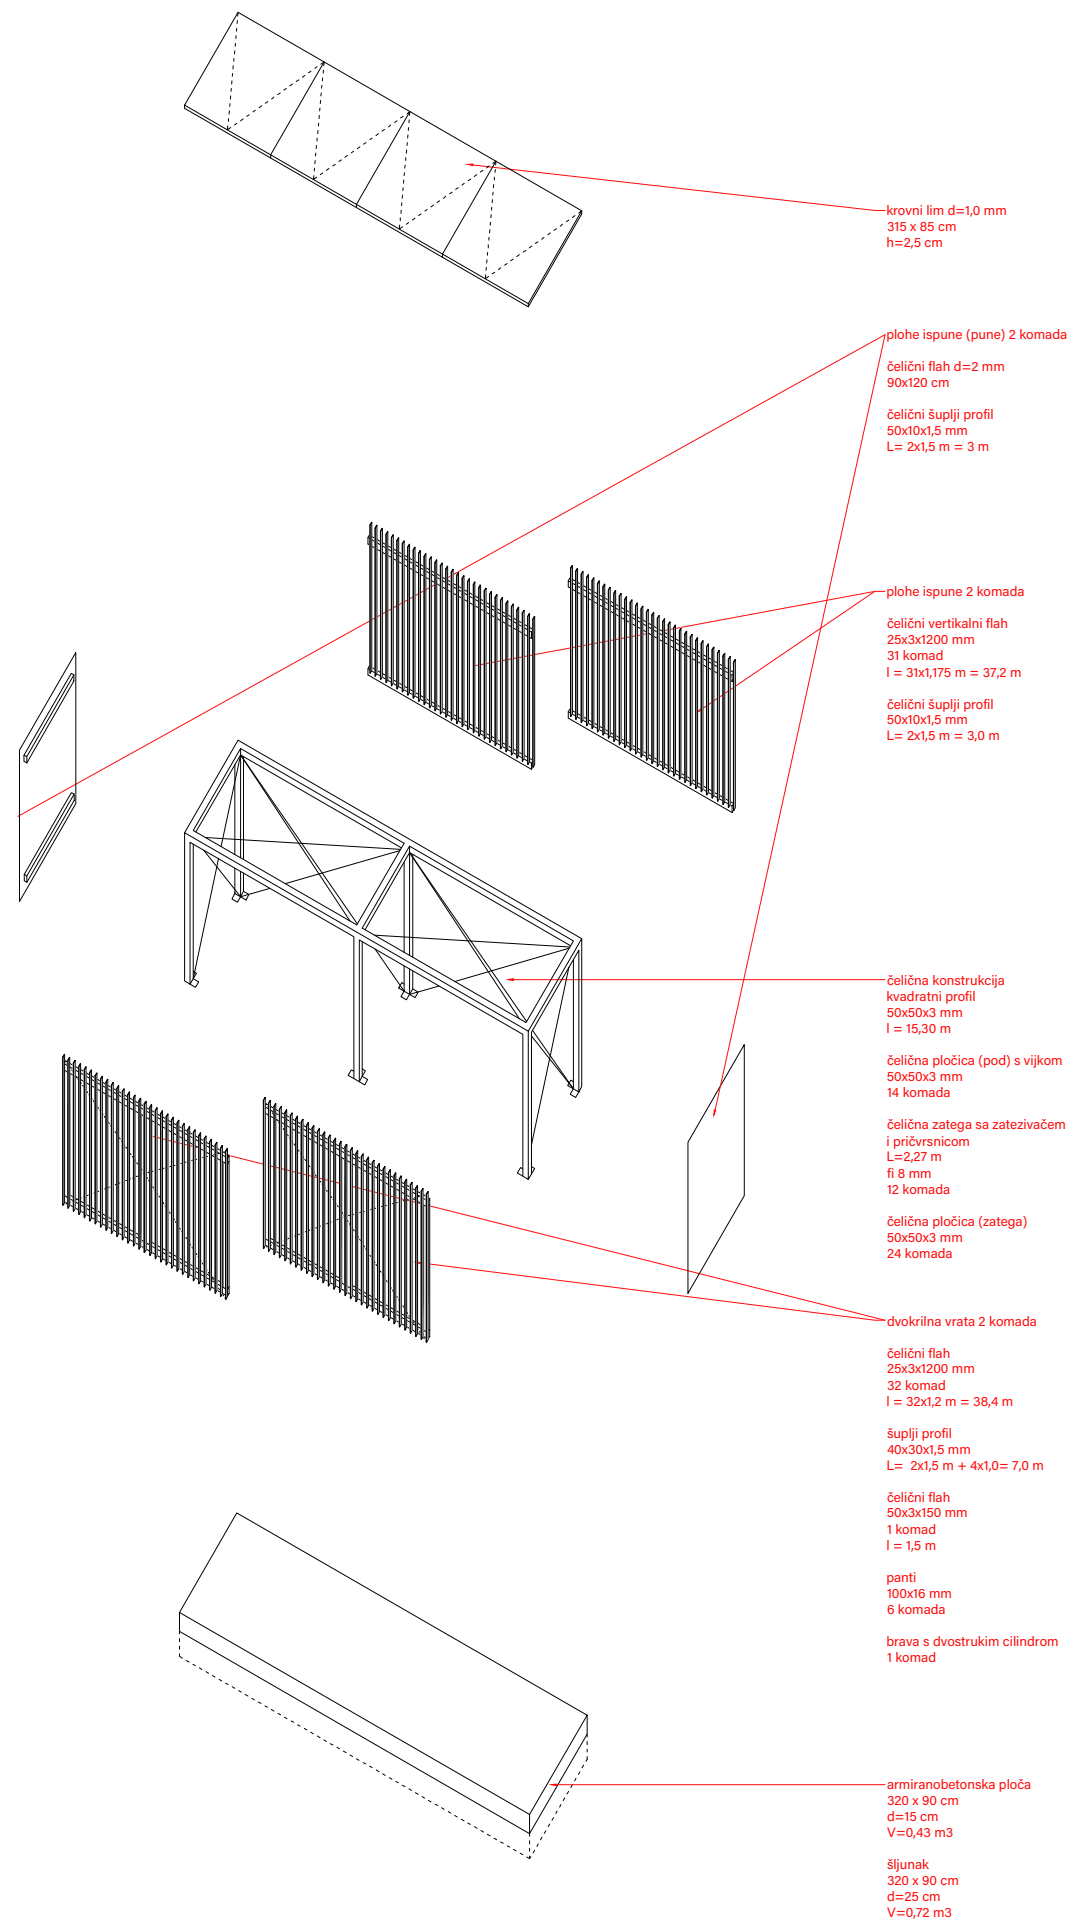 krovni lim d=1,0 mm
315 x 85 cm
h=2,5 cm
plohe ispune (pune) 2 komada
čelični flah d=2 mm
90x120 cm
čelični šuplji profil
50x10x1,5 mm
L= 2x1,5 m = 3 m
plohe ispune 2 komada
čelični vertikalni flah
25x3x1200 mm
31 komad
l = 31x1,175 m = 37,2 m
čelični šuplji profil
50x10x1,5 mm
L= 2x1,5 m = 3,0 m
čelična konstrukcija
kvadratni profil
50x50x3 mm
l = 15,30 m
čelična pločica (pod) s vijkom
50x50x3 mm
14 komada
čelična zatega sa zatezivačem
i pričvrsnicom
L=2,27 m
fi 8 mm
12 komada
čelična pločica (zatega)
50x50x3 mm
24 komada
dvokrilna vrata 2 komada
čelični flah
25x3x1200 mm
32 komad
l = 32x1,2 m = 38,4 m
šuplji profil
40x30x1,5 mm
L=  2x1,5 m + 4x1,0= 7,0 m
čelični flah
50x3x150 mm
1 komad
l = 1,5 m
panti
100x16 mm
6 komada
brava s dvostrukim cilindrom
1 komad
armiranobetonska ploča
320 x 90 cm
d=15 cm
V=0,43 m3
šljunak
320 x 90 cm
d=25 cm
V=0,72 m3